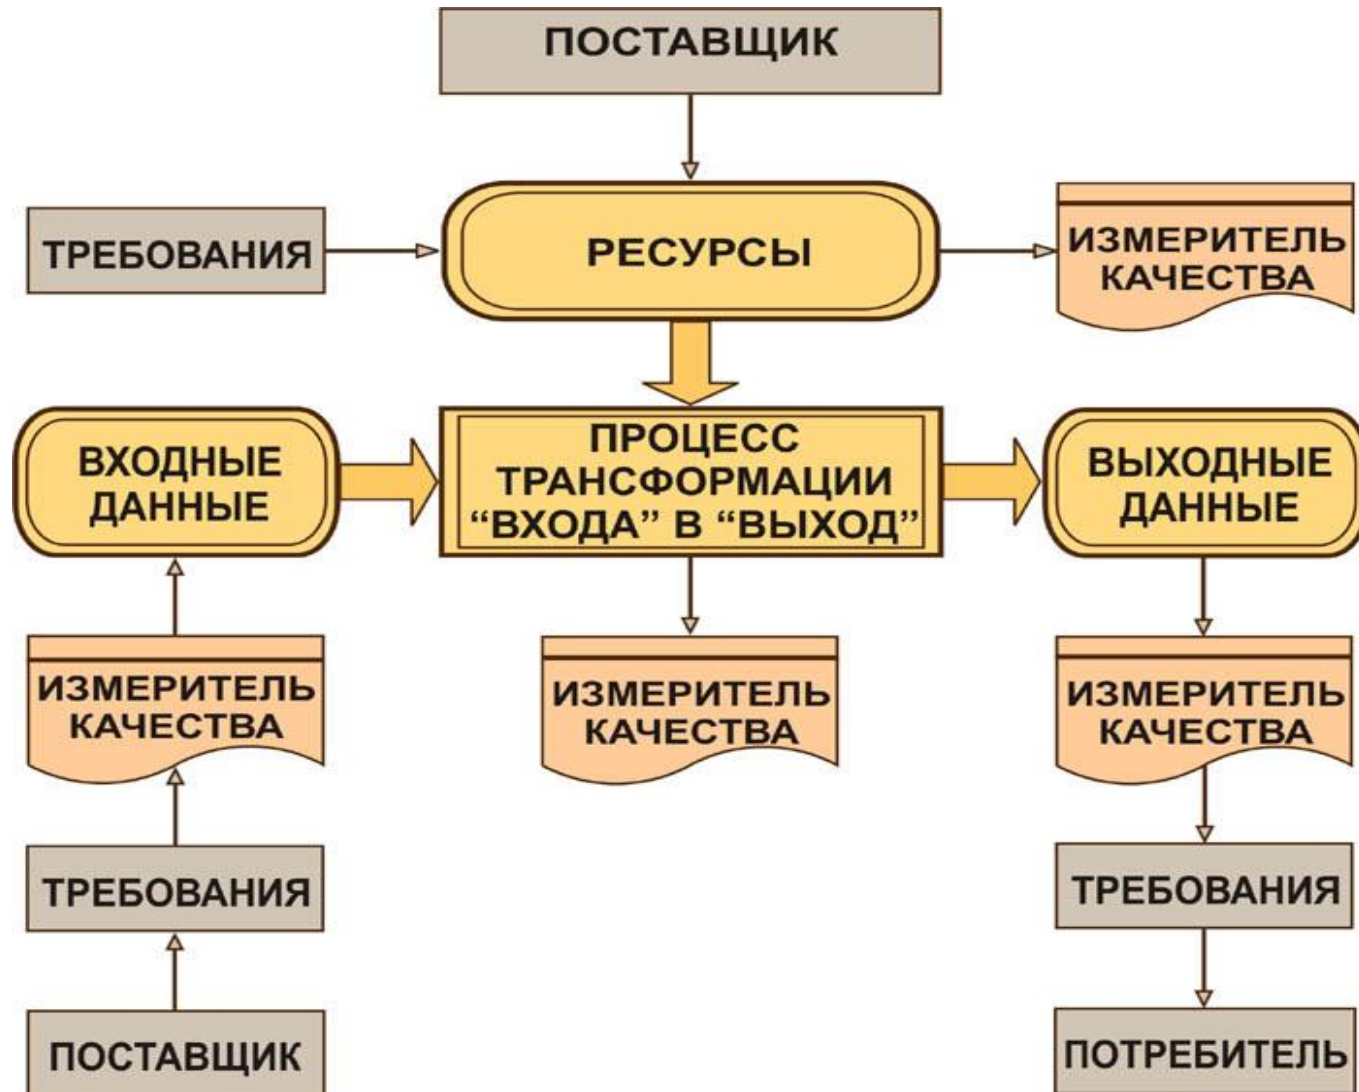 ПОСТАВЩИК
ТРЕБОВАНИЯ
РЕСУРСЫ
ИЗМЕРИТЕЛЬ
КАЧЕСТВА
ВХОДНЫЕ
ДАННЫЕ
ПРОЦЕСС
ТРАНСФОРМАЦИИ
“ВХОДА” В “ВЫХОД”
ВЫХОДНЫЕ
ДАННЫЕ
ИЗМЕРИТЕЛЬ
КАЧЕСТВА
ИЗМЕРИТЕЛЬ
КАЧЕСТВА
ИЗМЕРИТЕЛЬ
КАЧЕСТВА
ТРЕБОВАНИЯ
ТРЕБОВАНИЯ
ПОСТАВЩИК
ПОТРЕБИТЕЛЬ